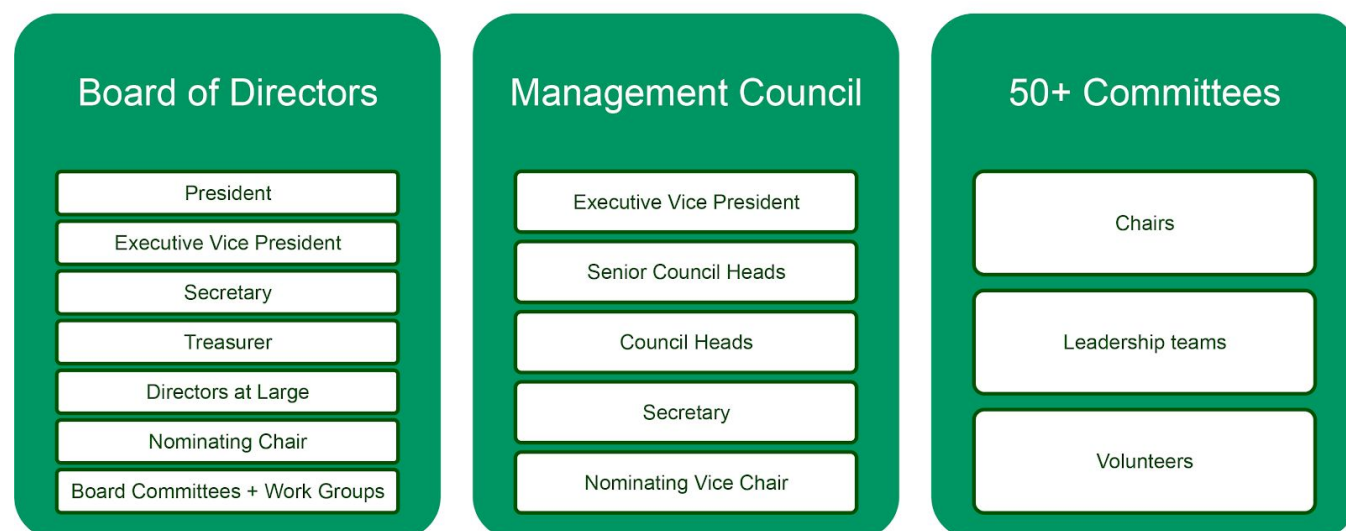 Board of Directors
President
Executive Vice President
Secretary
Treasurer
Directors at Large
Nominating Chair
Board Committees + Work Groups
Management Council
Executive Vice President
Senior Council Heads
Council Heads
Secretary
Nominating Vice Chair
50+ Committees
Chairs
Leadership teams
Volunteers